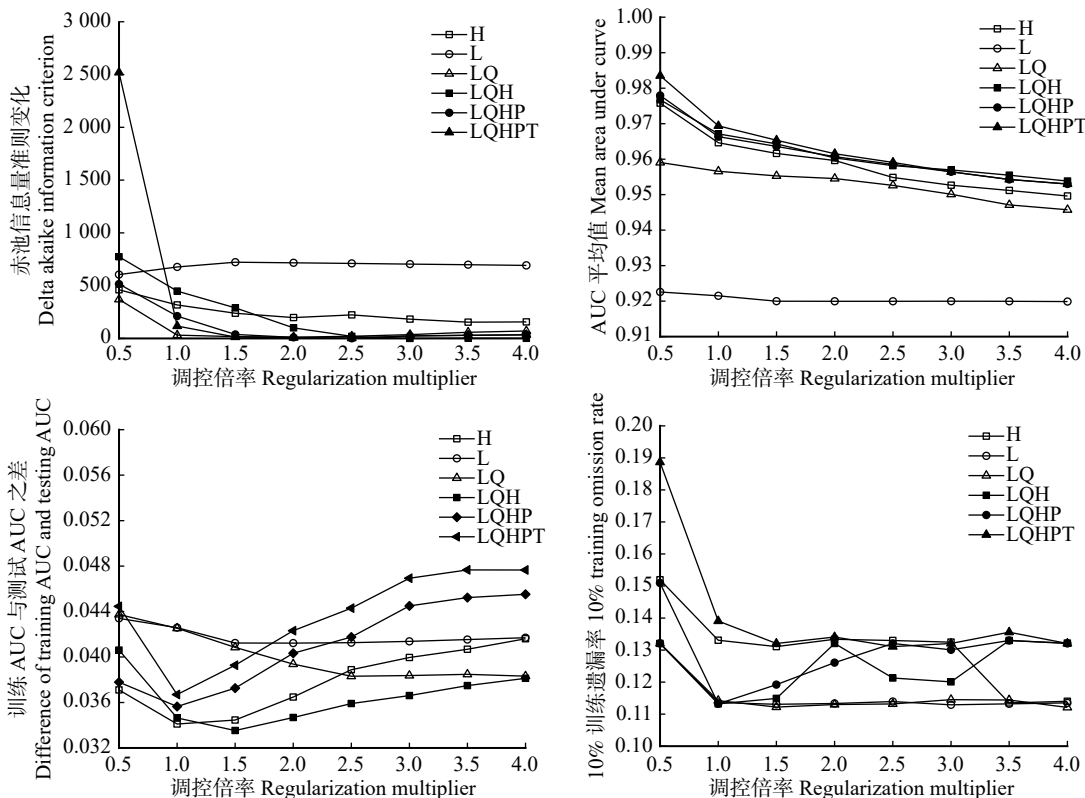 赤池信息量准则变化
Delta akaike information criterion
3 000
2 500
2 000
1 500
1 000
500
0
0.5 1.0 1.5 2.0 2.5 3.0 3.5 4.0
调控倍率 Regularization multiplier
H
L
LQ
LQH
LQHP
LQHPT
AUC 平均值 Mean area under curve
1.00
0.99
0.98
0.97
0.96
0.95
0.94
0.93
0.92
0.91
0.5 1.0 1.5 2.0 2.5 3.0 3.5 4.0
调控倍率 Regularization multiplier
H
L
LQ
LQH
LQHP
LQHPT
训练 AUC 与测试 AUC 之差
Difference of training AUC and testing AUC
0.060
0.056
0.052
0.048
0.044
0.040
0.036
0.032
0.5 1.0 1.5 2.0 2.5 3.0 3.5 4.0
调控倍率 Regularization multiplier
H
L
LQ
LQH
LQHP
LQHPT
10% 训练遗漏率 10% training omission rate
0.20
0.19
0.18
0.17
0.16
0.15
0.14
0.13
0.12
0.11
0.10
0.5 1.0 1.5 2.0 2.5 3.0 3.5 4.0
调控倍率 Regularization multiplier
H
L
LQ
LQH
LQHP
LQHPT